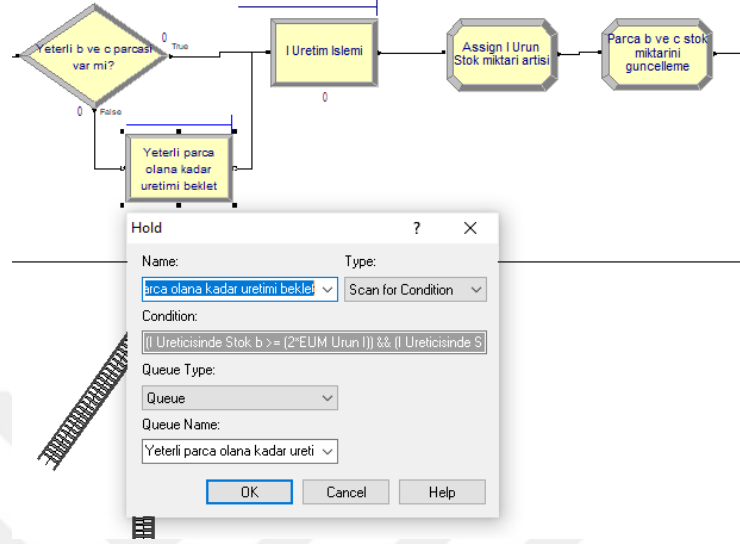 Yeterli b ve c parcasi
var mi?
0
True
0
False
I Uretim Islemi
0
Assign I Urun
Stok miktari artisi
Parca b ve c stok
miktarini
guncelleme
Yeterli parca
olana kadar
uretimi beklet
Hold
?
Name:
Type:
arca olana kadar uretimi beklet
Scan for Condition
Condition:
(I Ureticisinde Stok b >= (2*EUM Urun I)) && (I Ureticisinde S
Queue Type:
Queue
Queue Name:
Yeterli parca olana kadar ureti
OK
Cancel
Help